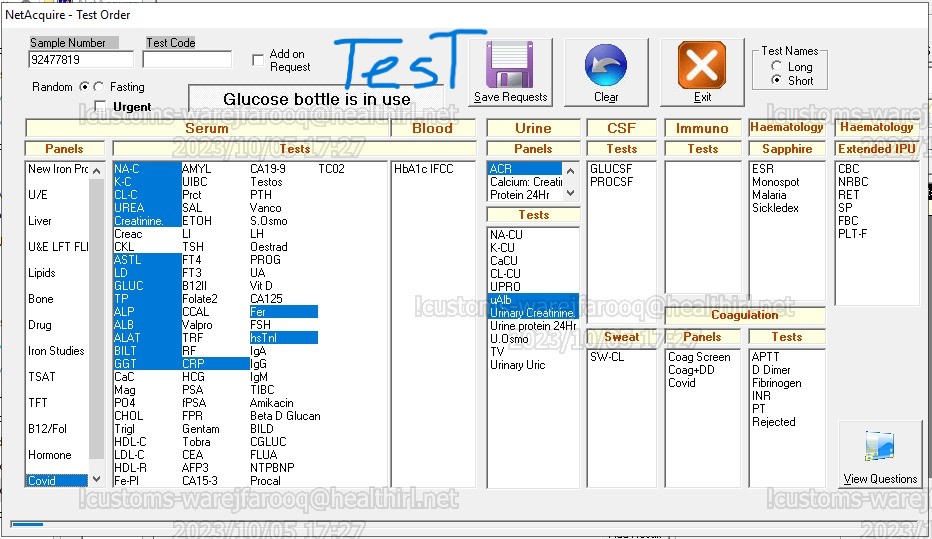 NetAcquire - Test Order
Sample Number
Test Code
92477819
Add on
Request
TesT
Save Requests
Clear
Exit
Test Names
Long
Short
Random
Fasting
Urgent
Glucose bottle is in use
!customs-warejfarooq@healthirl.net
2023/10/05 17:27
Serum
Blood
Urine
CSF
Immuno
Haematology
Haematology
Panels
Tests
Panels
Tests
Tests
Sapphire
Extended IPU
New Iron Prc
U/E
Liver
U&E LFT FLI
Lipids
Bone
Drug
Iron Studies
TSAT
TFT
B12/Fol
Hormone
Covid
NA-C AMYL CA19-9 TC02
K-C UIBC Testos
CL-C Prct PTH
UREA SAL Vanco
Creatinine. ETOH S.Osmo
Creac LI LH
CKL TSH Oestrad
ASTL FT4 PROG
LD FT3 UA
GLUC B12II Vit D
TP Folate2 CA125
ALP CCAL Fer
ALB Valpro FSH
ALAT TRF hsTnI
BILT RF IgA
GGT CRP IgG
CaC HCG IgM
Mag PSA TIBC
PO4 fPSA Amikacin
CHOL FPR Beta D Glucan
Trigl Gentam BILD
HDL-C Tobra CGLUC
LDL-C CEA FLUA
HDL-R AFP3 NTPBNP
Fe-Pl CA15-3 Procal
HbA1c IFCC
ACR
Calcium: Creati
Protein 24Hr
Tests
NA-CU
K-CU
CaCU
CL-CU
UPRO
uAlb
Urinary Creatinine.
Urine protein 24Hr
U.Osmo
TV
Urinary Uric
GLUCSF
PROCSF
Sweat
SW-CL
ESR
Monospot
Malaria
Sickledex
CBC
NRBC
RET
SP
FBC
PLT-F
Coagulation
Panels
Tests
Coag Screen
Coag+DD
Covid
APTT
D Dimer
Fibrinogen
INR
PT
Rejected
View Questions
!customs-warejfarooq@healthirl.net
2023/10/05 17:27
!customs-warejfarooq@healthirl.net
2023/10/05 17:27